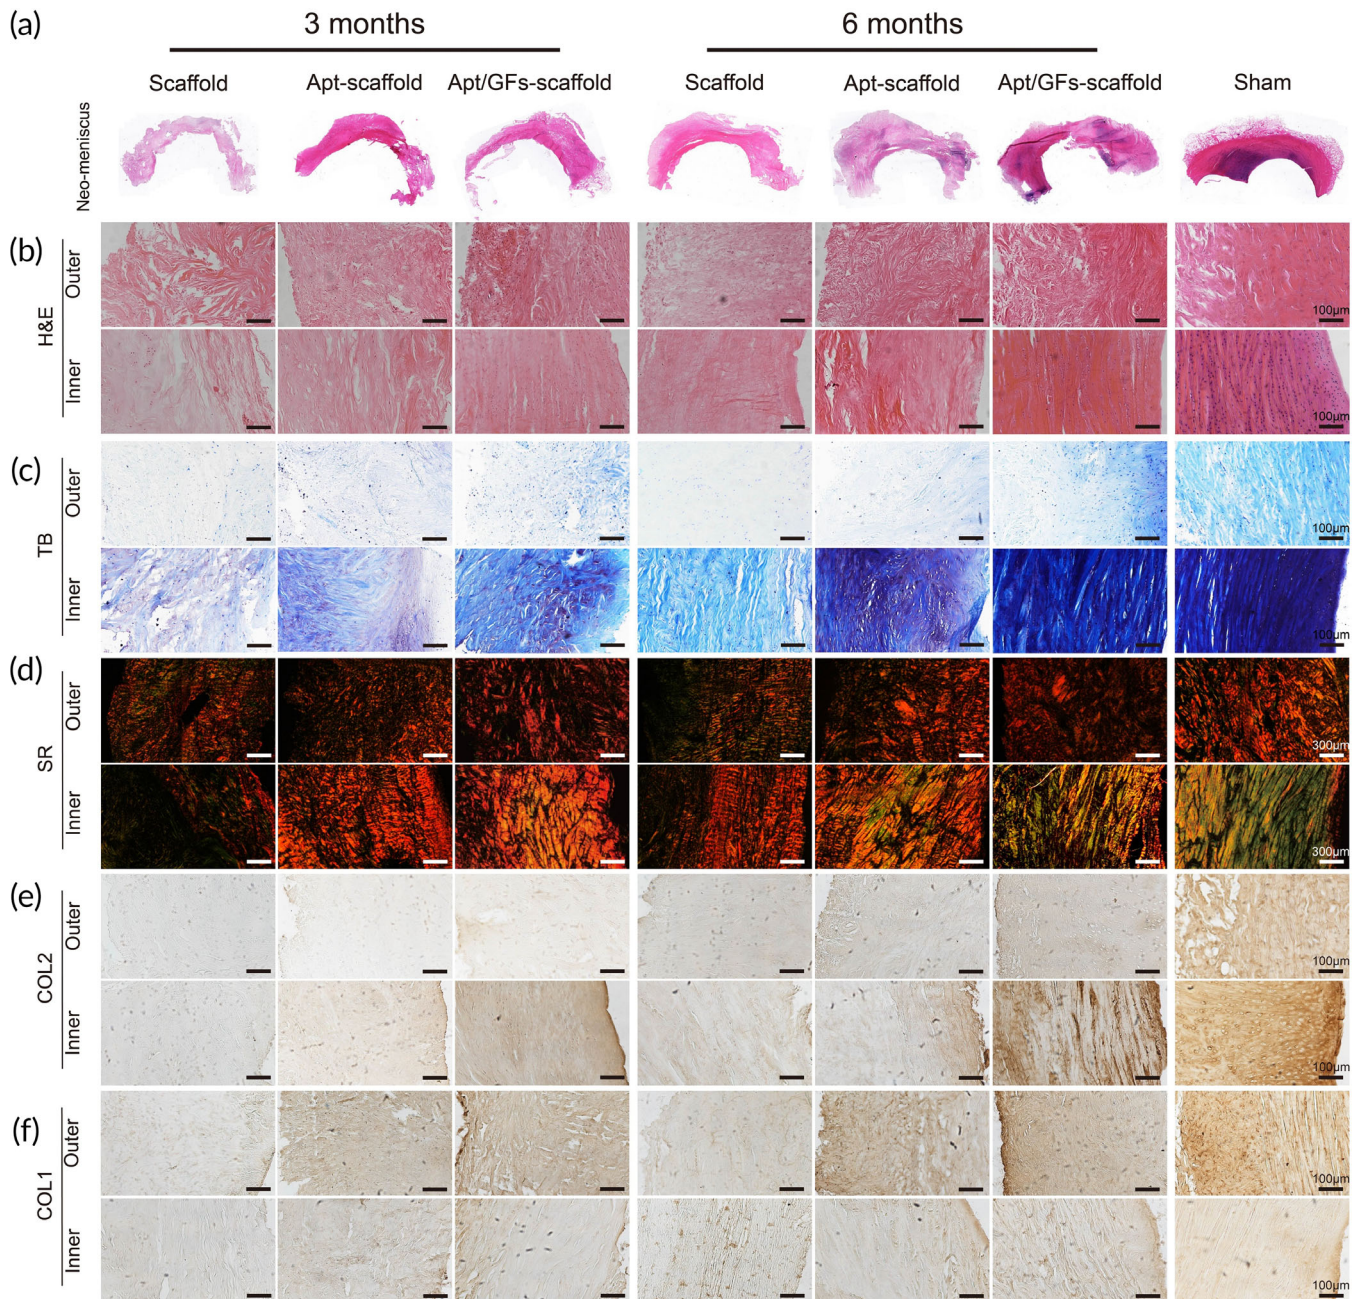 (a)
3 months
6 months
Scaffold
Apt-scaffold
Apt/GFs-scaffold
Scaffold
Apt-scaffold
Apt/GFs-scaffold
Sham
Neo-meniscus
(b)
H&E
Outer
100μm
Inner
100μm
(c)
TB
Outer
100μm
Inner
100μm
(d)
SR
Outer
300μm
Inner
300μm
(e)
COL2
Outer
100μm
Inner
100μm
(f)
COL1
Outer
100μm
Inner
100μm